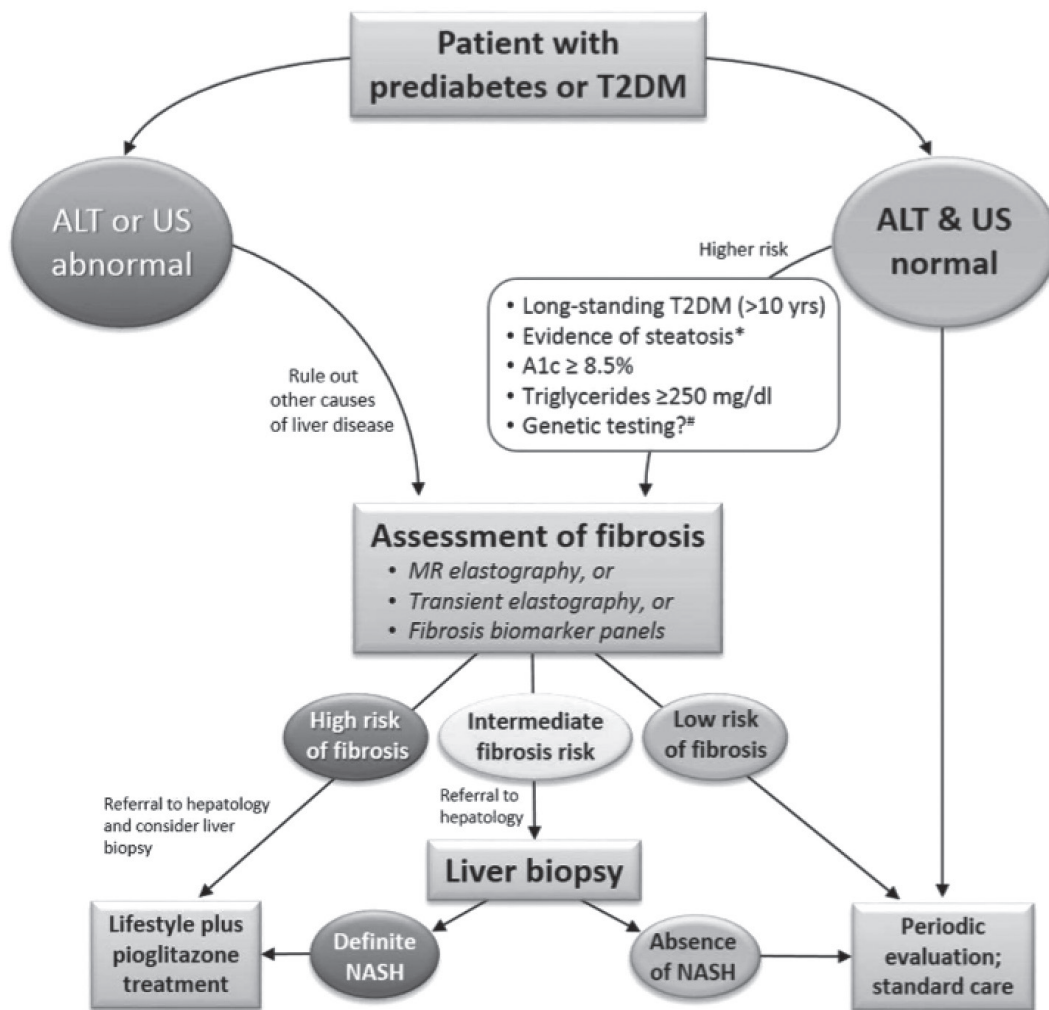 Patient with
prediabetes or T2DM
ALT or US
abnormal
ALT & US
normal
Higher risk
• Long-standing T2DM (>10 yrs)
• Evidence of steatosis*
• A1c ≥ 8.5%
• Triglycerides ≥250 mg/dl
• Genetic testing?#
Rule out
other causes
of liver disease
Assessment of fibrosis
• MR elastography, or
• Transient elastography, or
• Fibrosis biomarker panels
High risk
of fibrosis
Intermediate
fibrosis risk
Low risk
of fibrosis
Referral to hepatology
and consider liver
biopsy
Referral to
hepatology
Liver biopsy
Lifestyle plus
pioglitazone
treatment
Definite
NASH
Absence
of NASH
Periodic
evaluation;
standard care